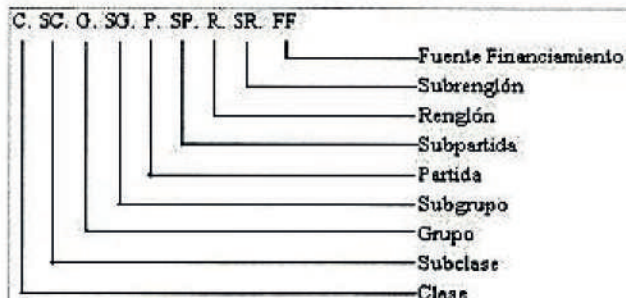 C. SC. G. SG. P. SP. R. SR. FF
Fuente Financiamiento
Subrenglón
Renglón
Subpartida
Partida
Subgrupo
Grupo
Subclase
Clase